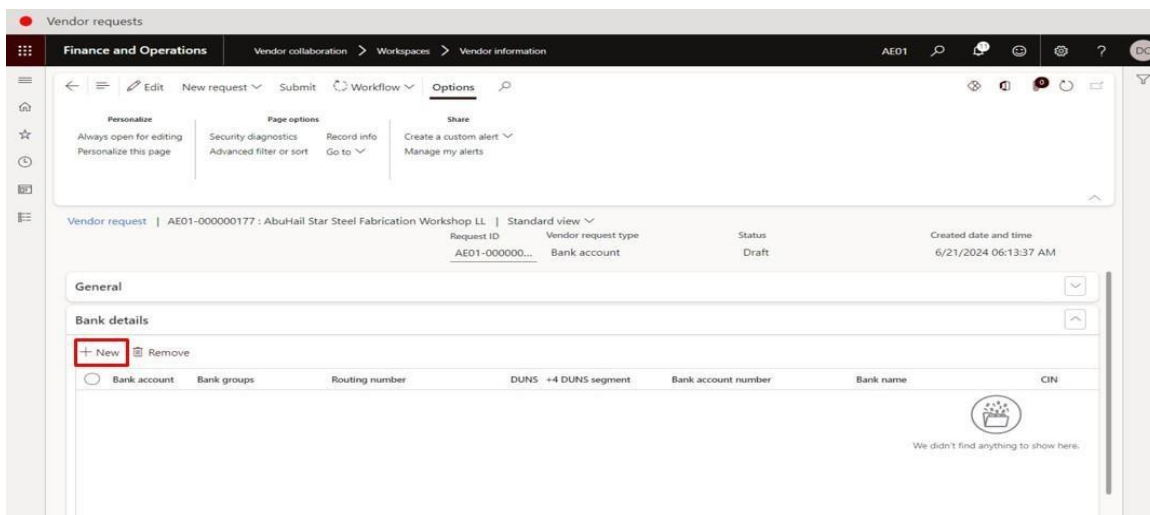 Vendor requests
Finance and Operations Vendor collaboration > Workspaces > Vendor information AE01 ? DG
Edit New request Submit Workflow Options 0
Personalize Page options Share
Always open for editing Security diagnostics Record info Create a custom alert
Personalize this page Advanced filter or sort Go to Manage my alerts
Vendor request | AE01-000000177 : AbuHail Star Steel Fabrication Workshop LL | Standard view
Request ID Vendor request type Status Created date and time
AE01-000000... Bank account Draft 6/21/2024 06:13:37 AM
General
Bank details
+ New Remove
Bank account Bank groups Routing number DUNS +4 DUNS segment Bank account number Bank name CIN
We didn't find anything to show here.